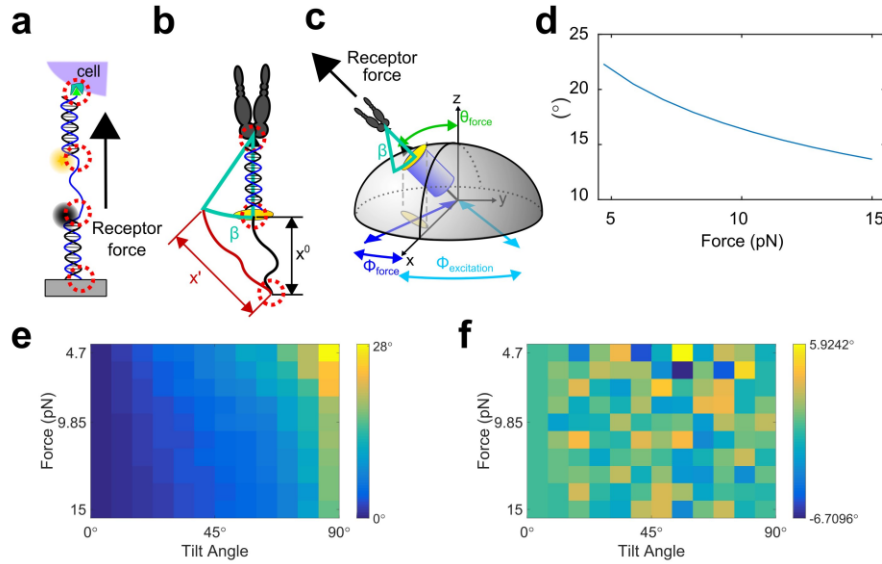 a
cell
Receptor
force
b
β
x'
x⁰
c
Receptor
force
z
θforce
β
y
x
Φforce
Φexcitation
d
25
20
15
10
(°)
5
10
15
Force (pN)
e
4.7
9.85
15
Force (pN)
0°
45°
90°
Tilt Angle
28°
0°
f
4.7
9.85
15
Force (pN)
0°
45°
90°
Tilt Angle
5.9242°
-6.7096°